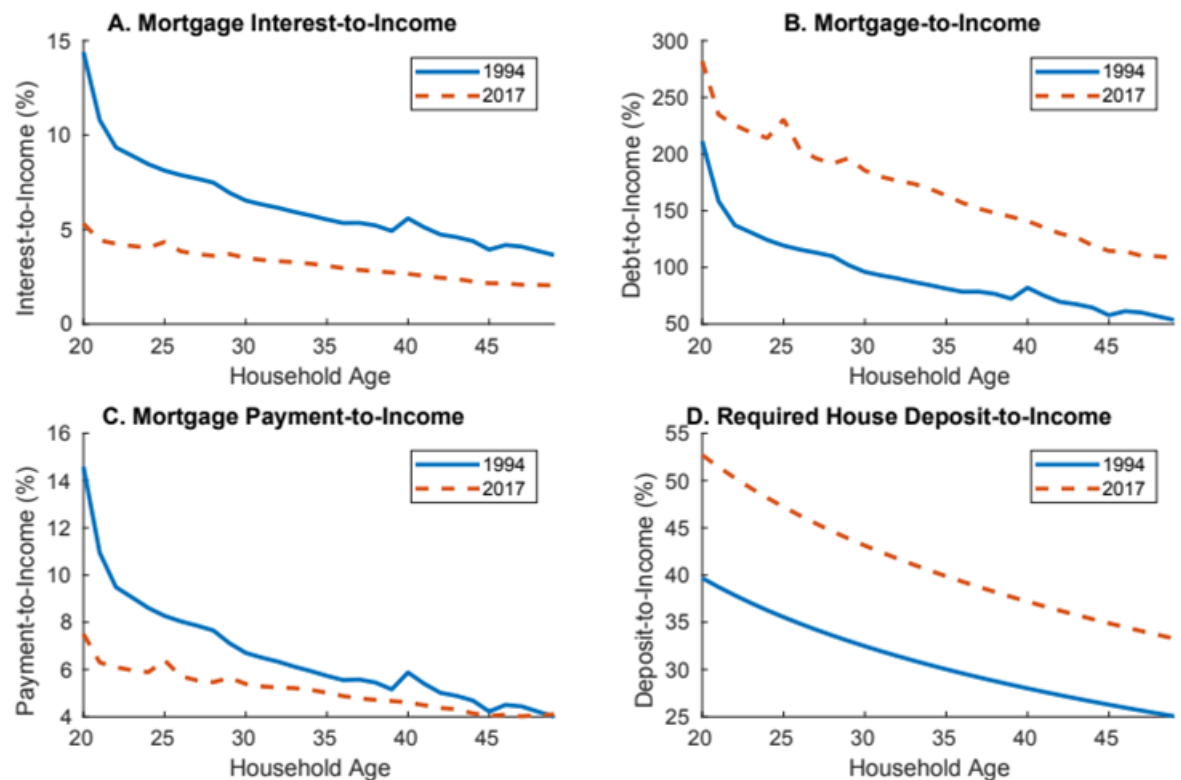 A. Mortgage Interest-to-Income
15
10
5
0
Interest-to-Income (%)
1994
2017
20 25 30 35 40 45
Household Age
B. Mortgage-to-Income
300
250
200
150
100
50
Debt-to-Income (%)
1994
2017
20 25 30 35 40 45
Household Age
C. Mortgage Payment-to-Income
16
14
12
10
8
6
4
Payment-to-Income (%)
1994
2017
20 25 30 35 40 45
Household Age
D. Required House Deposit-to-Income
55
50
45
40
35
30
25
Deposit-to-Income (%)
1994
2017
20 25 30 35 40 45
Household Age